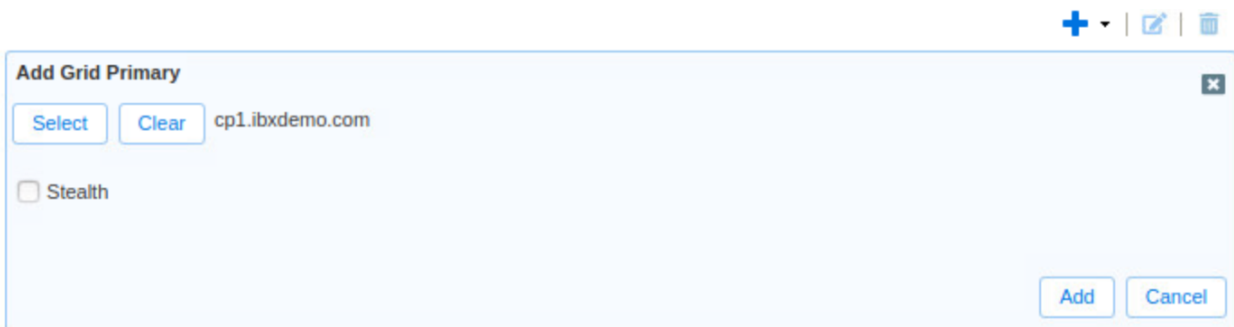 Add Grid Primary
Select Clear cp1.ibxdemo.com
Stealth
Add Cancel